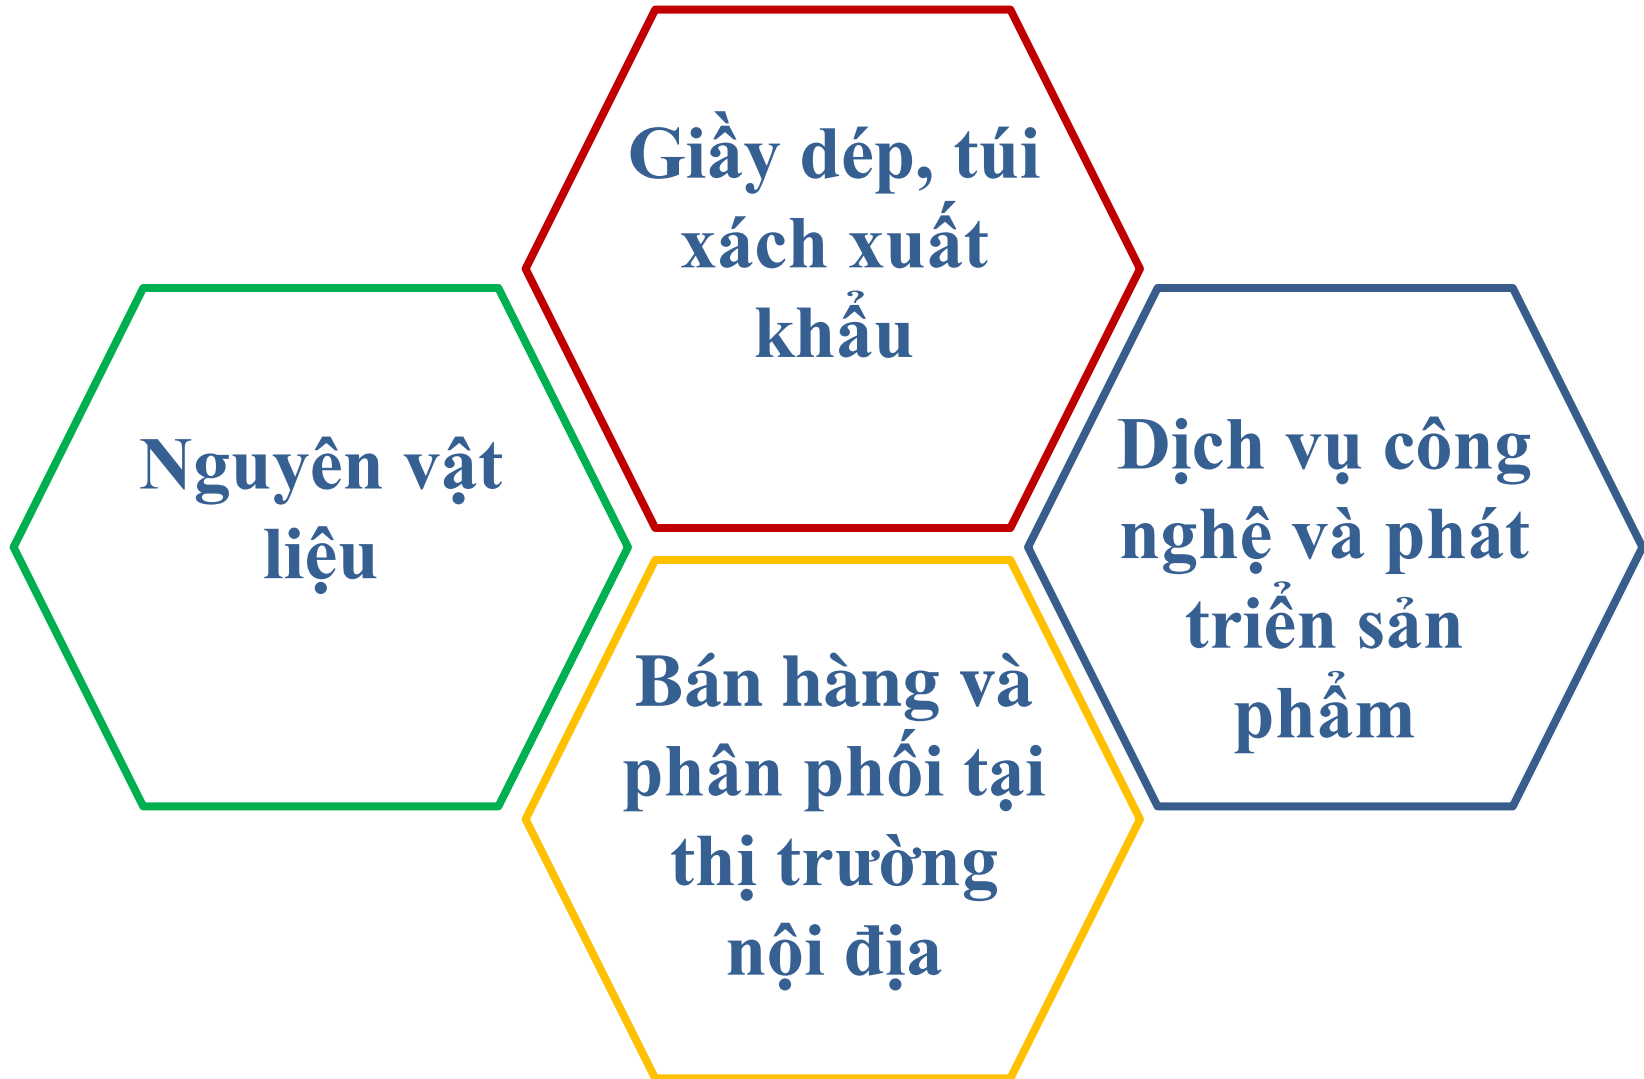 Giầy dép, túi
xách xuất
khẩu
Nguyên vật
liệu
Dịch vụ công
nghệ và phát
triển sản
phẩm
Bán hàng và
phân phối tại
thị trường
nội địa